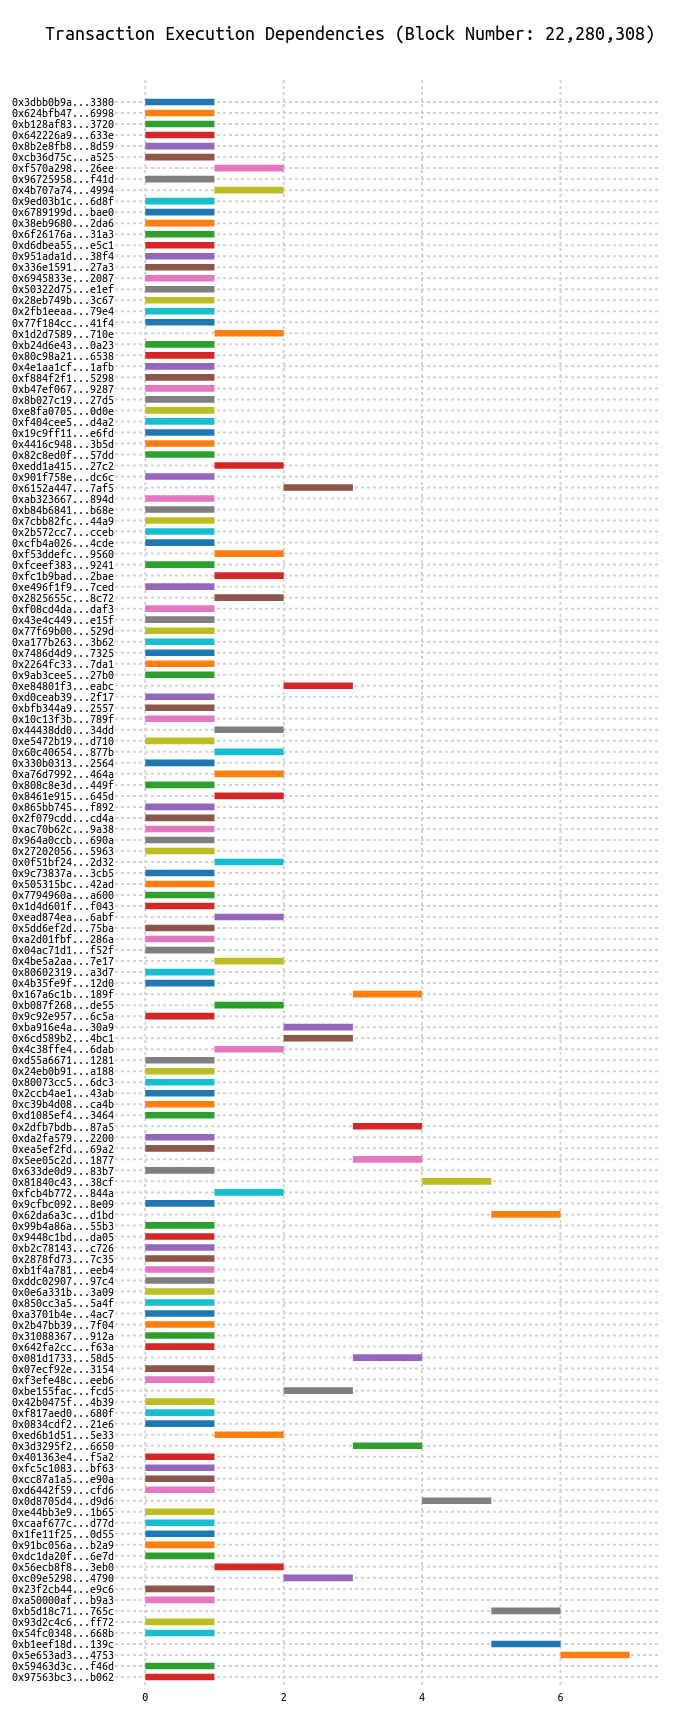 Transaction Execution Dependencies (Block Number: 22,280,308)
0x3dbb0b9a...3380
0x624bfb47...6998
0xb128af83...3720
0x642226a9...633e
0x8b2e8fb8...8d59
0xcb36d75c...a525
0xf570a298...26ee
0x96725958...f41d
0x4b707a74...4994
0x9ed03b1c...6d8f
0x6789199d...bae0
0x38eb9680...2da6
0x6f26176a...31a3
0xd6dbea55...e5c1
0x951ada1d...38f4
0x336e1591...27a3
0x6945833e...2087
0x50322d75...e1ef
0x28eb749b...3c67
0x2fb1eeaa...79e4
0x77f184cc...41f4
0x1d2d7589...710e
0xb24d6e43...0a23
0x80c98a21...6538
0x4e1aa1cf...1afb
0xf884f2f1...5298
0xb47ef067...9287
0x8b027c19...27d5
0xe8fa0705...0d0e
0xf404cee5...d4a2
0x19c9ff11...e6fd
0x4416c948...3b5d
0x82c8ed0f...57dd
0xedd1a415...27c2
0x901f758e...dc6c
0x6152a447...7af5
0xab323667...894d
0xb84b6841...b68e
0x7cbb82fc...44a9
0x2b572cc7...cceb
0xcfb4a026...4cde
0xf53ddefc...9560
0xfceef383...9241
0xfc1b9bad...2bae
0xe496f1f9...7ced
0x2825655c...8c72
0xf08cd4da...daf3
0x43e4c449...e15f
0x77f69b00...529d
0xa177b263...3b62
0x7486d4d9...7325
0x2264fc33...7da1
0x9ab3cee5...27b0
0xe84801f3...eabc
0xd0ceab39...2f17
0xbfb344a9...2557
0x10c13f3b...789f
0x44438dd0...34dd
0xe5472b19...d710
0x60c40654...877b
0x330b0313...2564
0xa76d7992...464a
0x808c8e3d...449f
0x8461e915...645d
0x865bb745...f892
0x2f079cdd...cd4a
0xac70b62c...9a38
0x964a0ccb...690a
0x27202056...5963
0x0f51bf24...2d32
0x9c73837a...3cb5
0x505315bc...42ad
0x7794960a...a600
0x1d4d601f...f043
0xead874ea...6abf
0x5dd6ef2d...75ba
0xa2d01fbf...286a
0x04ac71d1...f52f
0x4be5a2aa...7e17
0x80602319...a3d7
0x4b35fe9f...12d0
0x167a6c1b...189f
0xb087f268...de55
0x9c92e957...6c5a
0xba916e4a...30a9
0x6cd589b2...4bc1
0x4c38ffe4...6dab
0xd55a6671...1281
0x24eb0b91...a188
0x80073cc5...6dc3
0x2ccb4ae1...43ab
0xc39b4d08...ca4b
0xd1085ef4...3464
0x2dfb7bdb...87a5
0xda2fa579...2200
0xea5ef2fd...69a2
0x5ee05c2d...1877
0x633de0d9...83b7
0x81840c43...38cf
0xfcb4b772...844a
0x9cfbc092...8e09
0x62da6a3c...d1bd
0x99b4a86a...55b3
0x9448c1bd...da05
0xb2c78143...c726
0x2878fd73...7c35
0xb1f4a781...eeb4
0xddc02907...97c4
0x0e6a331b...3a09
0x850cc3a5...5a4f
0xa3701b4e...4ac7
0x2b47bb39...7f04
0x31088367...912a
0x642fa2cc...f63a
0x081d1733...58d5
0x07ecf92e...3154
0xf3efe48c...eeb6
0xbe155fac...fcd5
0x42b0475f...4b39
0xf817aed0...680f
0x0834cdf2...21e6
0xed6b1d51...5e33
0x3d3295f2...6650
0x401363e4...f5a2
0xfc5c1083...bf63
0xcc87a1a5...e90a
0xd6442f59...cfd6
0x0d8705d4...d9d6
0xe44bb3e9...1b65
0xcaaf677c...d77d
0x1fe11f25...0d55
0x91bc056a...b2a9
0xdc1da20f...6e7d
0x56ecb8f8...3eb0
0xc09e5298...4790
0x23f2cb44...e9c6
0xa50000af...b9a3
0xb5d18c71...765c
0x93d2c4c6...ff72
0x54fc0348...668b
0xb1eef18d...139c
0x5e653ad3...4753
0x59463d3c...f46d
0x97563bc3...b062
0 2 4 6